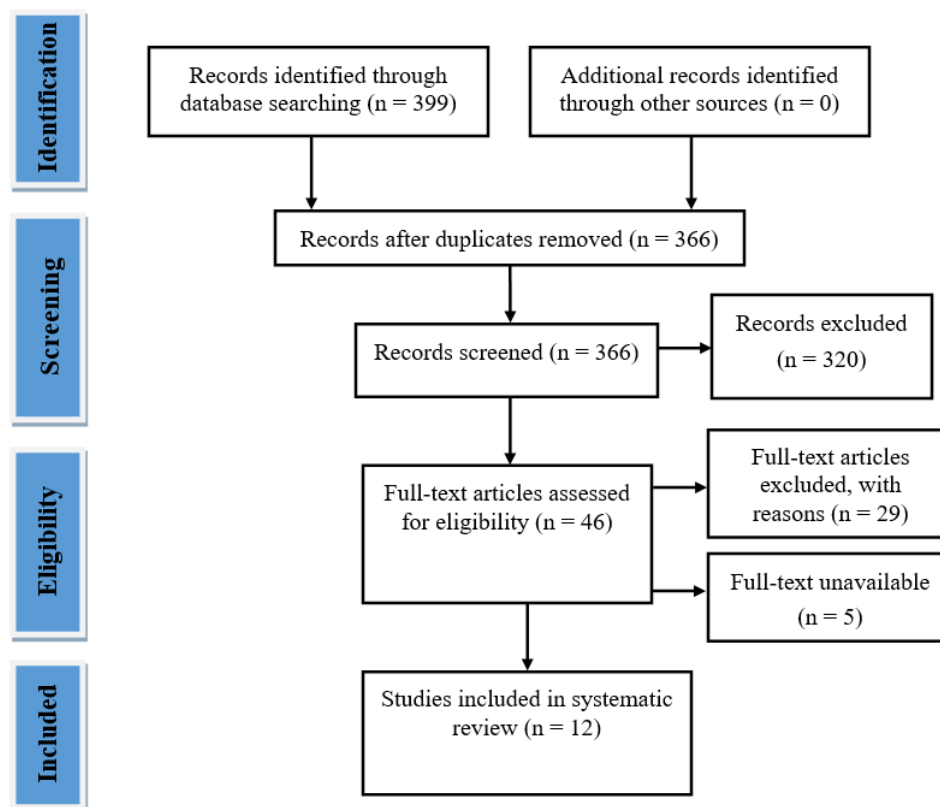 Identification
Records identified through
database searching (n = 399)
Additional records identified
through other sources (n = 0)
Screening
Records after duplicates removed (n = 366)
Records screened (n = 366)
Records excluded
(n = 320)
Eligibility
Full-text articles assessed
for eligibility (n = 46)
Full-text articles
excluded, with
reasons (n = 29)
Full-text unavailable
(n = 5)
Included
Studies included in systematic
review (n = 12)